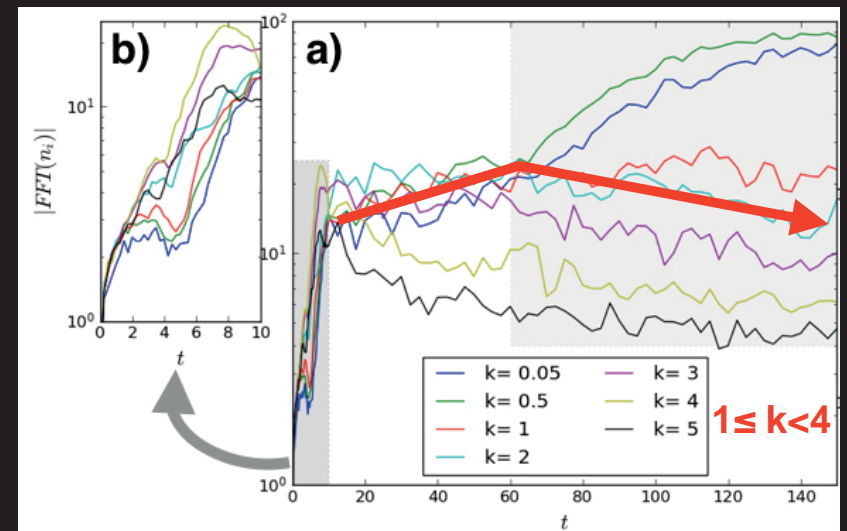 b)
a)
|FFT(n_i)|
10^1
10^0
0 2 4 6 8 10
t
10^2
10^1
10^0
k= 0.05
k= 0.5
k= 1
k= 2
k= 3
k= 4
k= 5
1≤ k<4
0 20 40 60 80 100 120 140
t